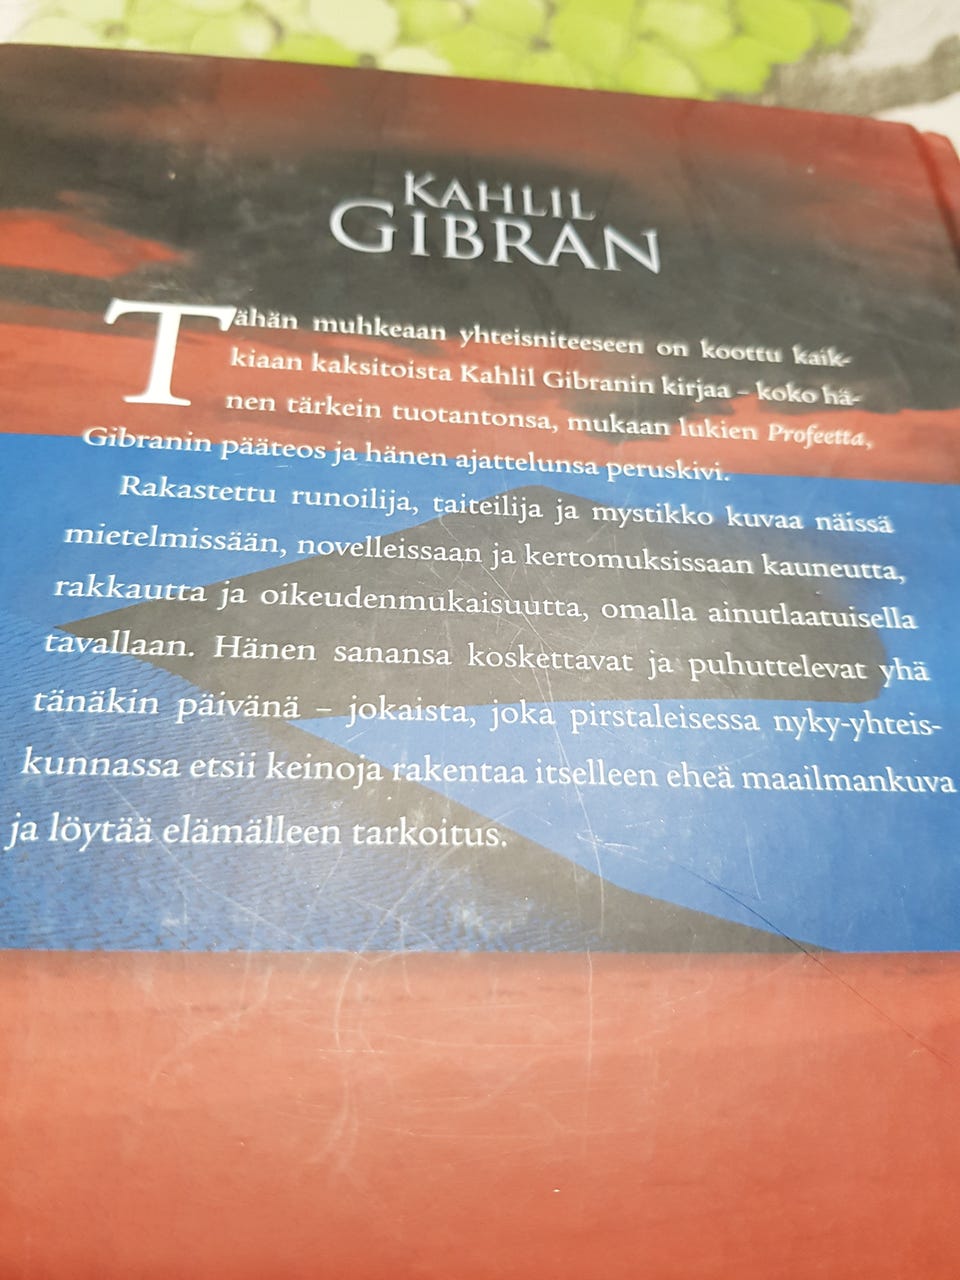 KAHLIL
GIBRAN
Tähän muhkeaan yhteisniteeseen on koottu kaik-
kiaan kaksitoista Kahlil Gibranin kirjaa – koko hä-
nen tärkein tuotantonsa, mukaan lukien Profeetta,
Gibranin pääteos ja hänen ajattelunsa peruskivi.
Rakastettu runoilija, taiteilija ja mystikko kuvaa näissä
mietelmissään, novelleissaan ja kertomuksissaan kauneutta,
rakkautta ja oikeudenmukaisuutta, omalla ainutlaatuisella
tavallaan. Hänen sanansa koskettavat ja puhuttelevat yhä
tänäkin päivänä – jokaista, joka pirstaleisessa nyky-yhteis-
kunnassa etsii keinoja rakentaa itselleen eheä maailmankuva
ja löytää elämälleen tarkoitus.